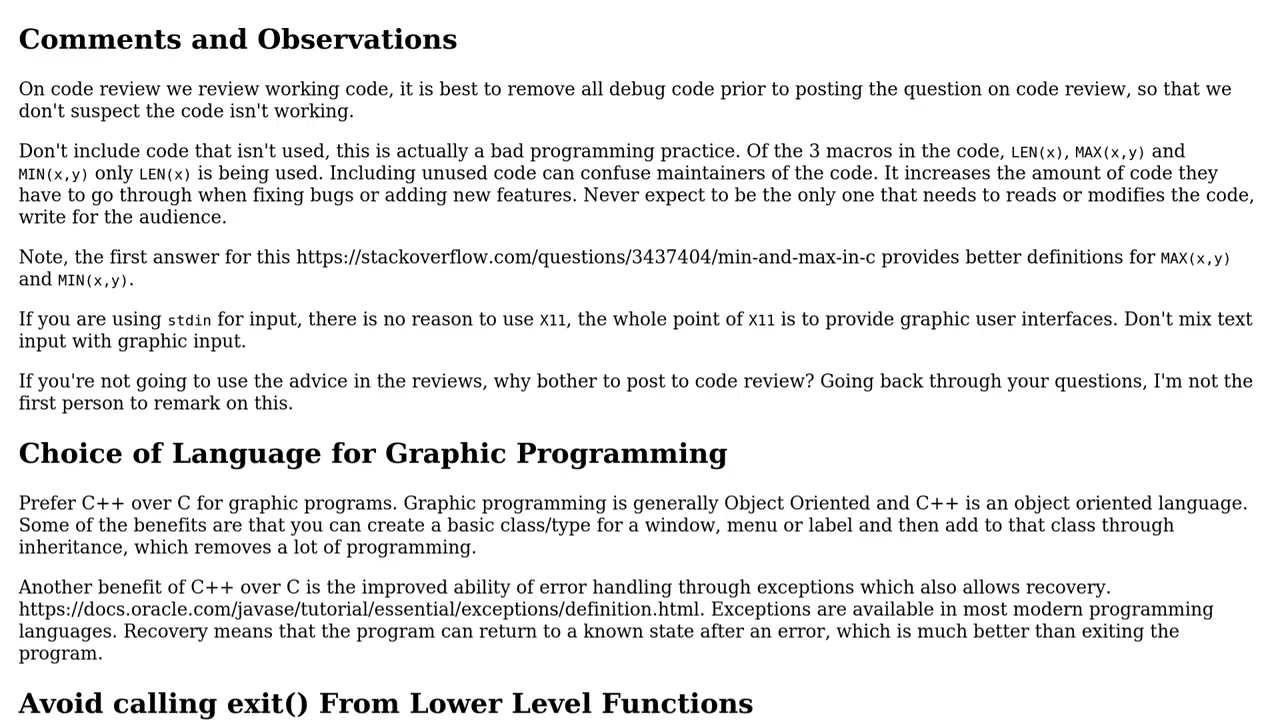 Comments and Observations
On code review we review working code, it is best to remove all debug code prior to posting the question on code review, so that we
don't suspect the code isn't working.
Don't include code that isn't used, this is actually a bad programming practice. Of the 3 macros in the code, LEN(x), MAX(x,y) and
MIN(x,y) only LEN(x) is being used. Including unused code can confuse maintainers of the code. It increases the amount of code they
have to go through when fixing bugs or adding new features. Never expect to be the only one that needs to reads or modifies the code,
write for the audience.
Note, the first answer for this https://stackoverflow.com/questions/3437404/min-and-max-in-c provides better definitions for MAX(x,y)
and MIN(x,y).
If you are using stdin for input, there is no reason to use X11, the whole point of X11 is to provide graphic user interfaces. Don't mix text
input with graphic input.
If you're not going to use the advice in the reviews, why bother to post to code review? Going back through your questions, I'm not the
first person to remark on this.
Choice of Language for Graphic Programming
Prefer C++ over C for graphic programs. Graphic programming is generally Object Oriented and C++ is an object oriented language.
Some of the benefits are that you can create a basic class/type for a window, menu or label and then add to that class through
inheritance, which removes a lot of programming.
Another benefit of C++ over C is the improved ability of error handling through exceptions which also allows recovery.
https://docs.oracle.com/javase/tutorial/essential/exceptions/definition.html. Exceptions are available in most modern programming
languages. Recovery means that the program can return to a known state after an error, which is much better than exiting the
program.
Avoid calling exit() From Lower Level Functions